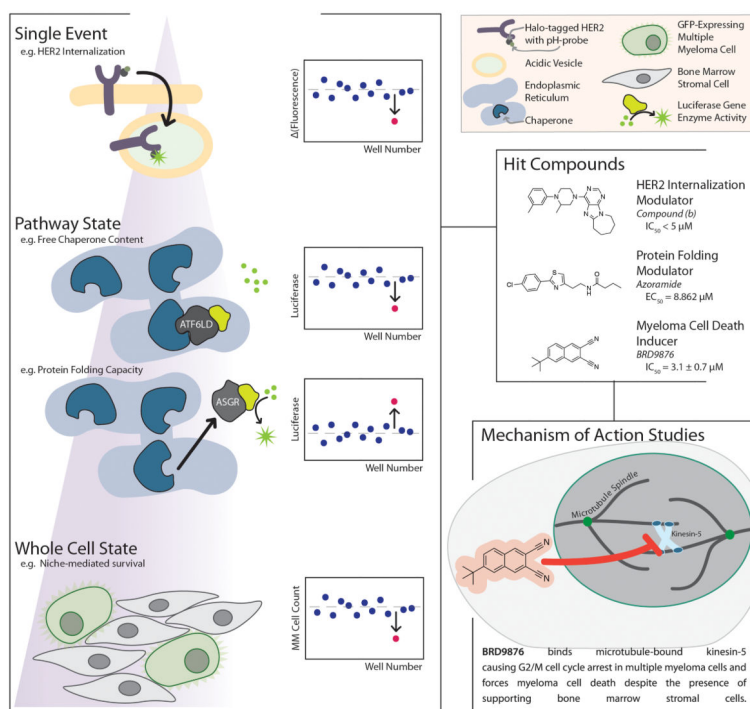 Single Event
e.g. HER2 Internalization
Δ(Fluorescence)
Well Number
Pathway State
e.g. Free Chaperone Content
ATF6LD
Luciferase
Well Number
e.g. Protein Folding Capacity
ASGR
Luciferase
Well Number
Whole Cell State
e.g. Niche-mediated survival
MM Cell Count
Well Number
Halo-tagged HER2
with pH-probe
Acidic Vesicle
Endoplasmic
Reticulum
Chaperone
GFP-Expressing
Multiple
Myeloma Cell
Bone Marrow
Stromal Cell
Luciferase Gene
Enzyme Activity
Hit Compounds
N
N
N
N
N
N
N
HER2 Internalization
Modulator
Compound (b)
IC50 < 5 μM
Cl
S
N
N
H
O
Protein Folding
Modulator
Azoramide
EC50 = 8.862 μM
N
N
Myeloma Cell Death
Inducer
BRD9876
IC50 = 3.1 ± 0.7 μM
Mechanism of Action Studies
Microtubule Spindle
Kinesin-5
N
N
BRD9876 binds microtubule-bound kinesin-5
causing G2/M cell cycle arrest in multiple myeloma cells and
forces myeloma cell death despite the presence of
supporting bone marrow stromal cells.